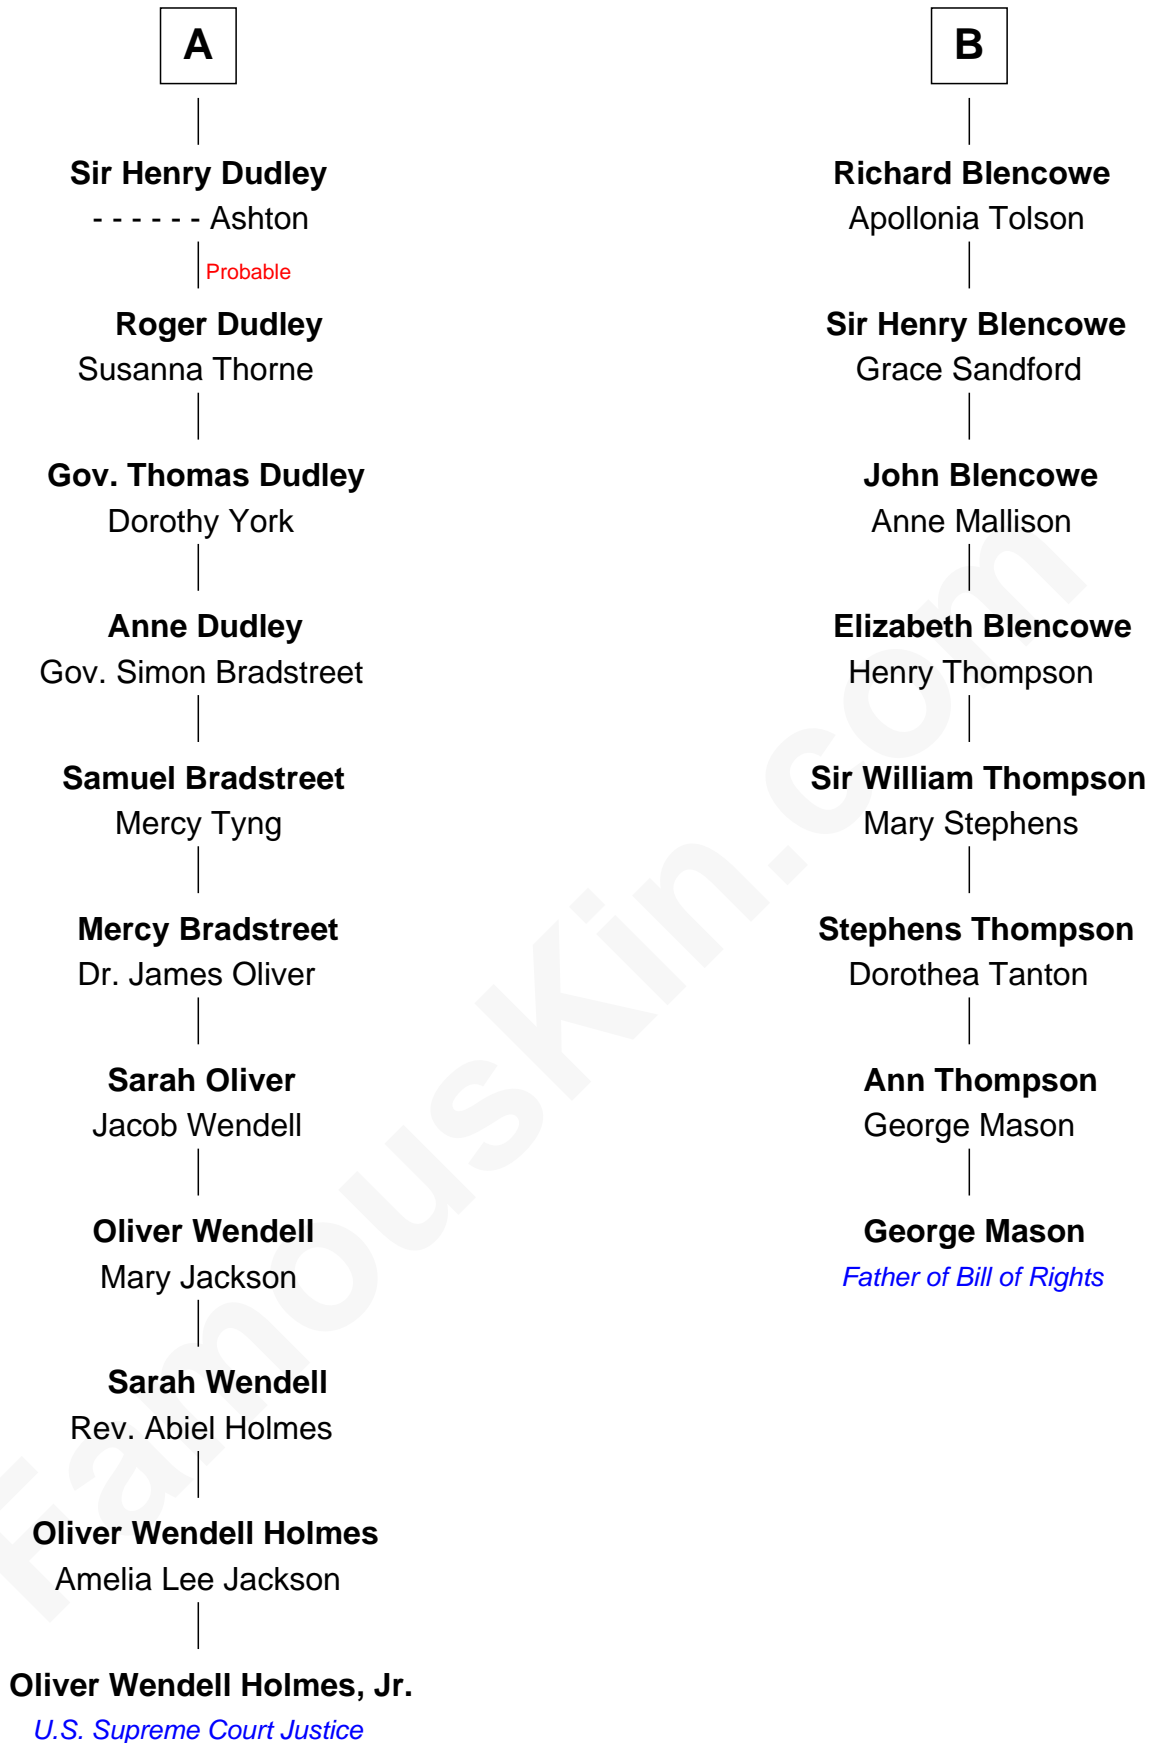 A
Sir Henry Dudley
- - - - - - Ashton
Probable
Roger Dudley
Susanna Thorne
Gov. Thomas Dudley
Dorothy York
Anne Dudley
Gov. Simon Bradstreet
Samuel Bradstreet
Mercy Tyng
Mercy Bradstreet
Dr. James Oliver
Sarah Oliver
Jacob Wendell
Oliver Wendell
Mary Jackson
Sarah Wendell
Rev. Abiel Holmes
Oliver Wendell Holmes
Amelia Lee Jackson
Oliver Wendell Holmes, Jr.
U.S. Supreme Court Justice
B
Richard Blencowe
Apollonia Tolson
Sir Henry Blencowe
Grace Sandford
John Blencowe
Anne Mallison
Elizabeth Blencowe
Henry Thompson
Sir William Thompson
Mary Stephens
Stephens Thompson
Dorothea Tanton
Ann Thompson
George Mason
George Mason
Father of Bill of Rights
FamousKin.com